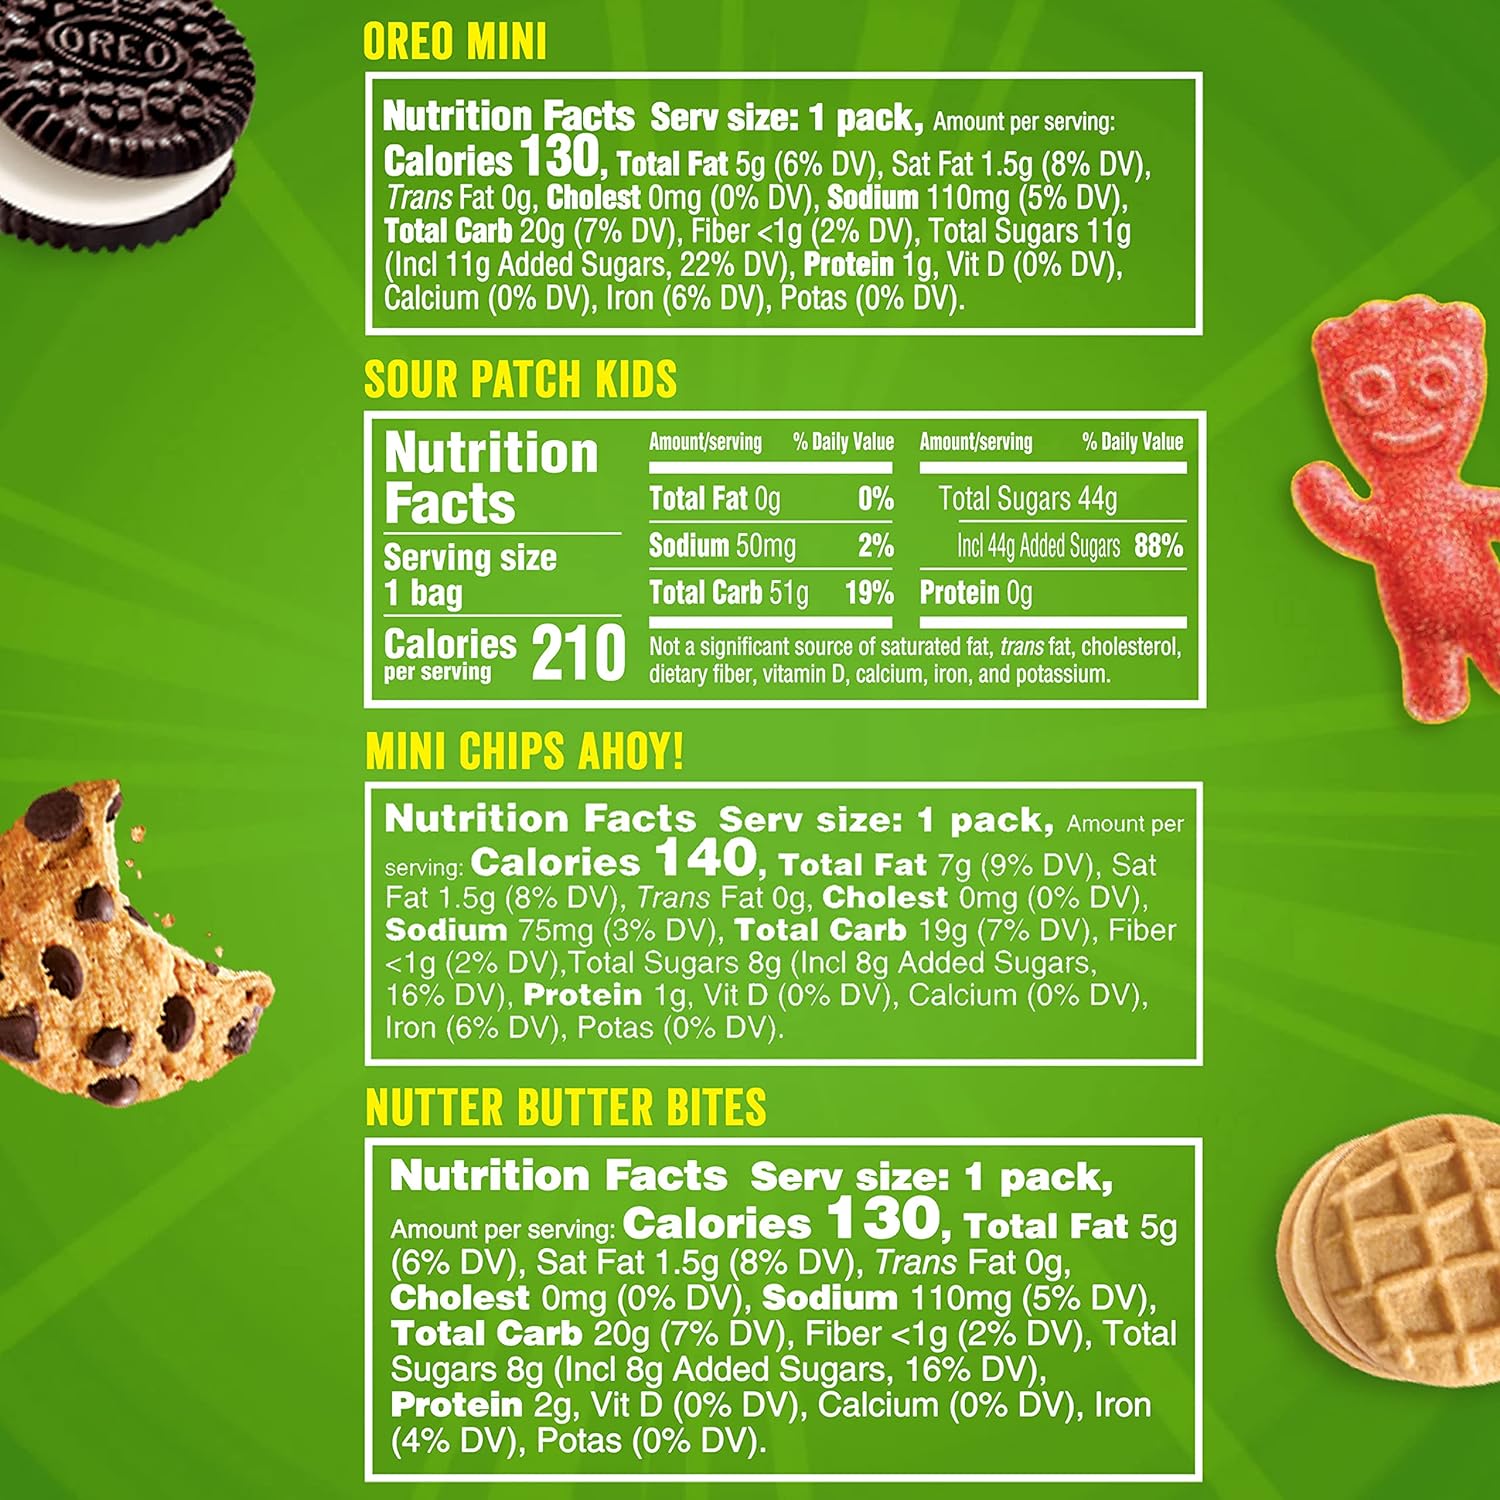 OREO
OREO MINI
Nutrition Facts Serv size: 1 pack, Amount per serving:
Calories 130, Total Fat 5g (6% DV), Sat Fat 1.5g (8% DV),
Trans Fat 0g, Cholest 0mg (0% DV), Sodium 110mg (5% DV),
Total Carb 20g (7% DV), Fiber <1g (2% DV), Total Sugars 11g
(Incl 11g Added Sugars, 22% DV), Protein 1g, Vit D (0% DV),
Calcium (0% DV), Iron (6% DV), Potas (0% DV).
SOUR PATCH KIDS
Nutrition
Facts
Serving size
1 bag
Calories 210
per serving
Amount/serving % Daily Value
Total Fat 0g 0%
Sodium 50mg 2%
Total Carb 51g 19%
Amount/serving % Daily Value
Total Sugars 44g
Incl 44g Added Sugars 88%
Protein 0g
Not a significant source of saturated fat, trans fat, cholesterol,
dietary fiber, vitamin D, calcium, iron, and potassium.
MINI CHIPS AHOY!
Nutrition Facts Serv size: 1 pack, Amount per
serving: Calories 140, Total Fat 7g (9% DV), Sat
Fat 1.5g (8% DV), Trans Fat 0g, Cholest 0mg (0% DV),
Sodium 75mg (3% DV), Total Carb 19g (7% DV), Fiber
<1g (2% DV),Total Sugars 8g (Incl 8g Added Sugars,
16% DV), Protein 1g, Vit D (0% DV), Calcium (0% DV),
Iron (6% DV), Potas (0% DV).
NUTTER BUTTER BITES
Nutrition Facts Serv size: 1 pack,
Amount per serving: Calories 130, Total Fat 5g
(6% DV), Sat Fat 1.5g (8% DV), Trans Fat 0g,
Cholest 0mg (0% DV), Sodium 110mg (5% DV),
Total Carb 20g (7% DV), Fiber <1g (2% DV), Total
Sugars 8g (Incl 8g Added Sugars, 16% DV),
Protein 2g, Vit D (0% DV), Calcium (0% DV), Iron
(4% DV), Potas (0% DV).